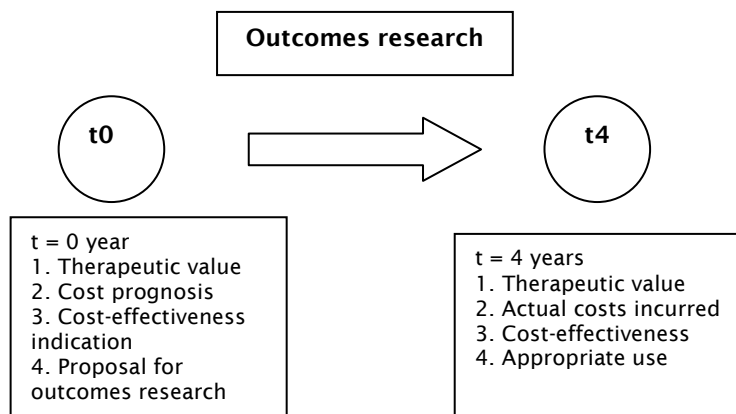 Outcomes research
t0
t4
t = 0 year
1. Therapeutic value
2. Cost prognosis
3. Cost-effectiveness
indication
4. Proposal for
outcomes research
t = 4 years
1. Therapeutic value
2. Actual costs incurred
3. Cost-effectiveness
4. Appropriate use